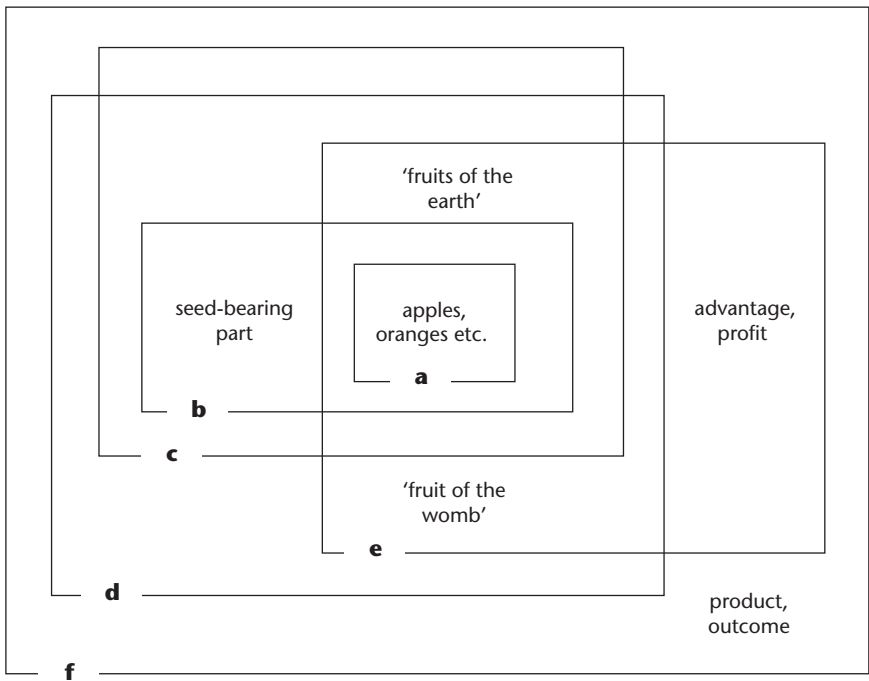 'fruits of the
earth'
seed-bearing
part
apples,
oranges etc.
advantage,
profit
a
b
c
'fruit of the
womb'
e
d
product,
outcome
f